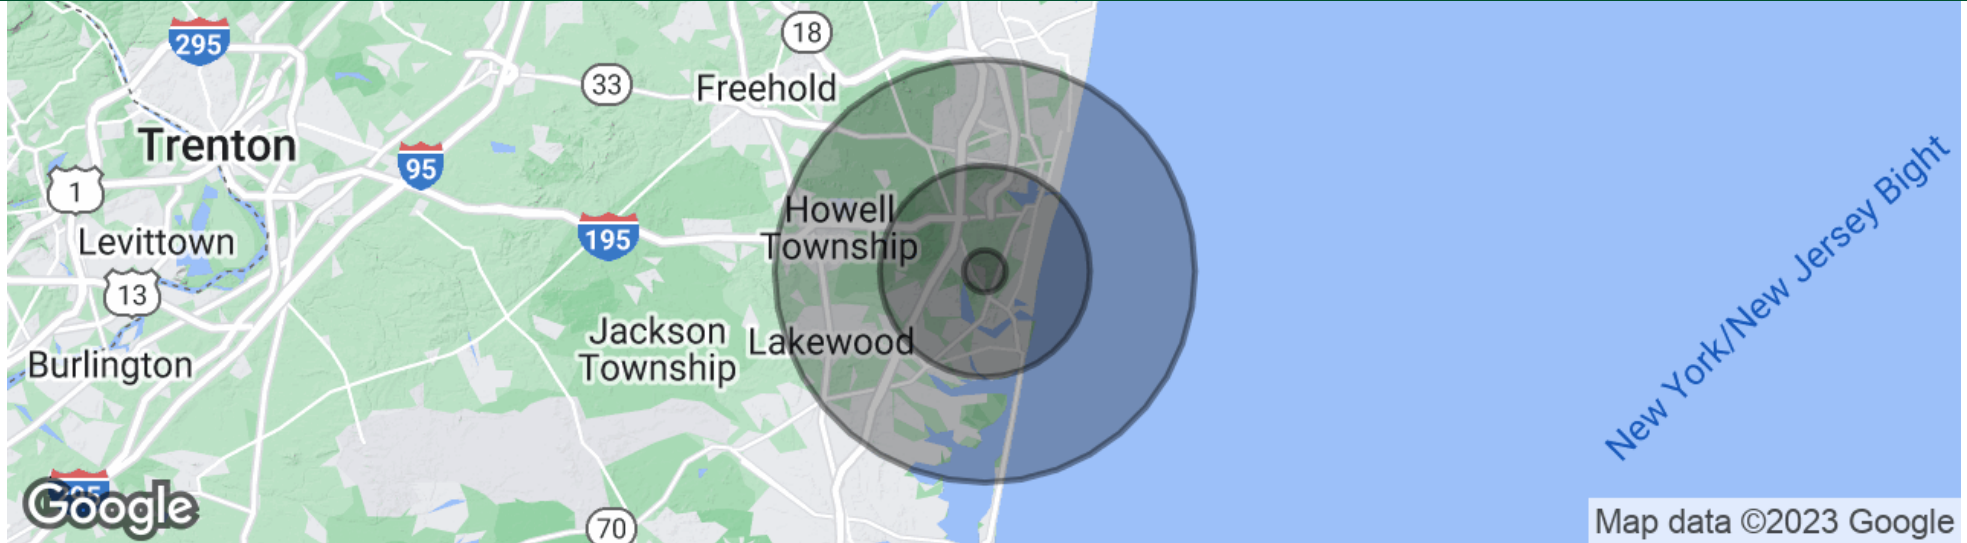 295
18
33
Freehold
Trenton
95
1
Howell
Township
195
Levittown
13
Jackson
Township
Lakewood
Burlington
New York/New Jersey Bight
295
Google
70
Map data ©2023 Google